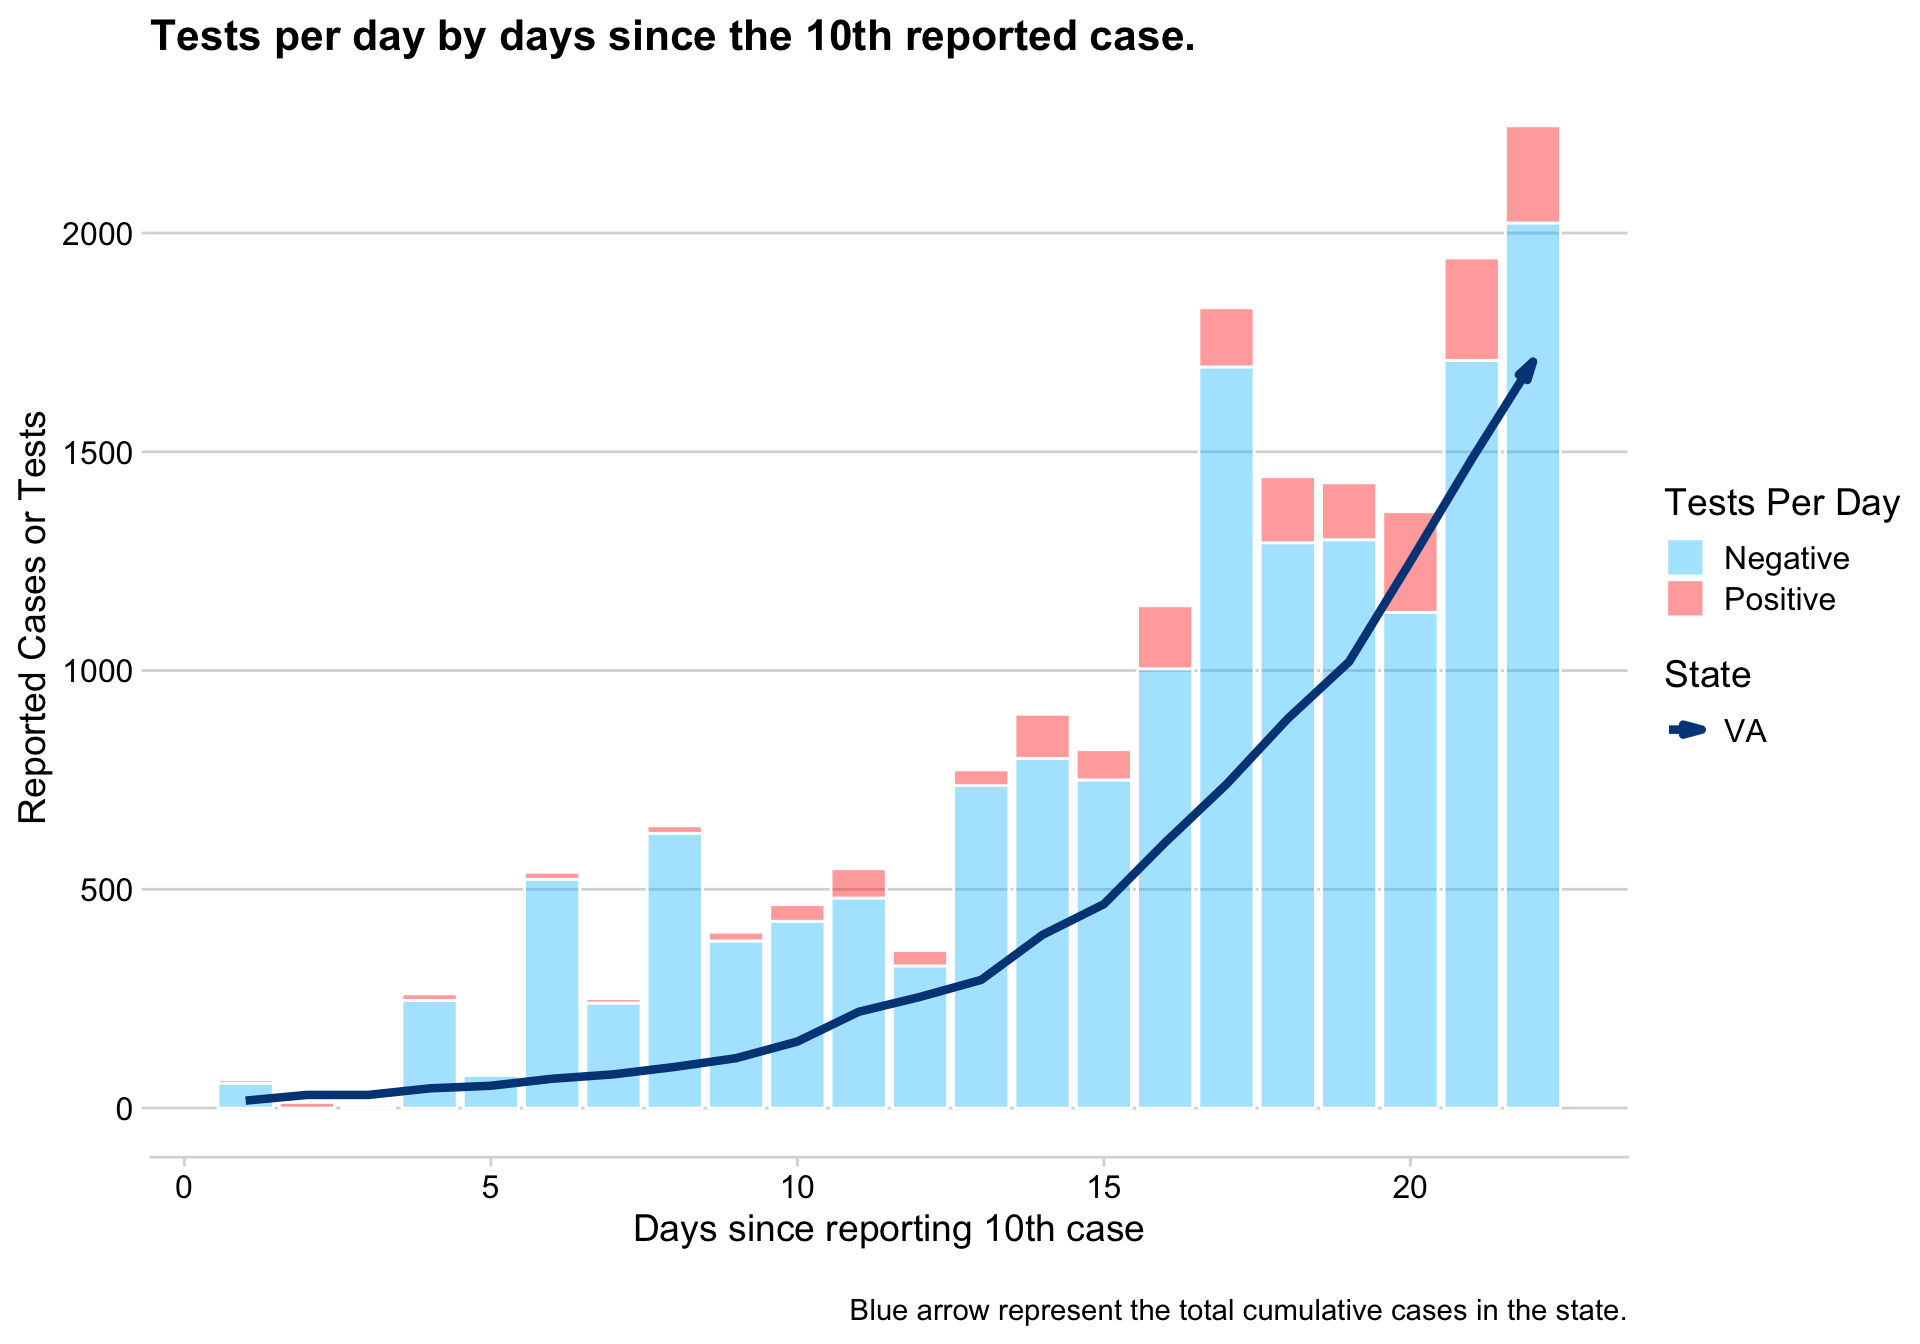 Tests per day by days since the 10th reported case.
Reported Cases or Tests
2000
1500
1000
500
0
0 5 10 15 20
Days since reporting 10th case
Tests Per Day
Negative
Positive
State
VA
Blue arrow represent the total cumulative cases in the state.